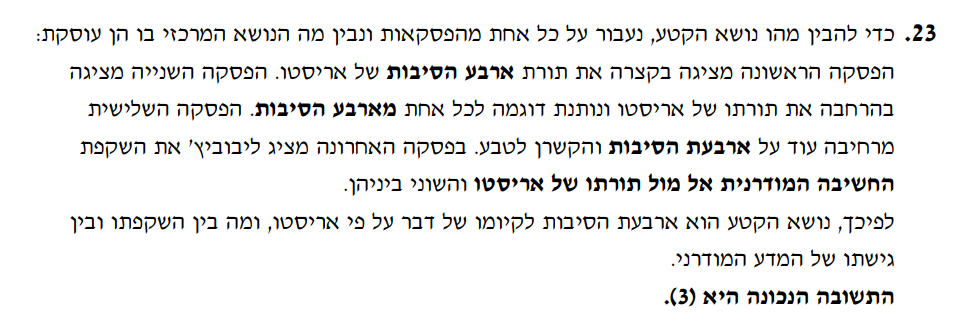 23. כדי להבין מהו נושא הקטע, נעבור על כל אחת מהפסקאות ונבין מה הנושא המרכזי בו הן עוסקת:
הפסקה הראשונה מציגה בקצרה את תורת ארבע הסיבות של אריסטו. הפסקה השנייה מציגה
בהרחבה את תורתו של אריסטו ונותנת דוגמה לכל אחת מארבע הסיבות. הפסקה השלישית
מרחיבה עוד על ארבעת הסיבות והקשרן לטבע. בפסקה האחרונה מציג ליבוביץ' את השקפת
החשיבה המודרנית אל מול תורתו של אריסטו והשוני ביניהן.
לפיכך, נושא הקטע הוא ארבעת הסיבות לקיומו של דבר על פי אריסטו, ומה בין השקפתו ובין
גישתו של המדע המודרני.
התשובה הנכונה היא (3).